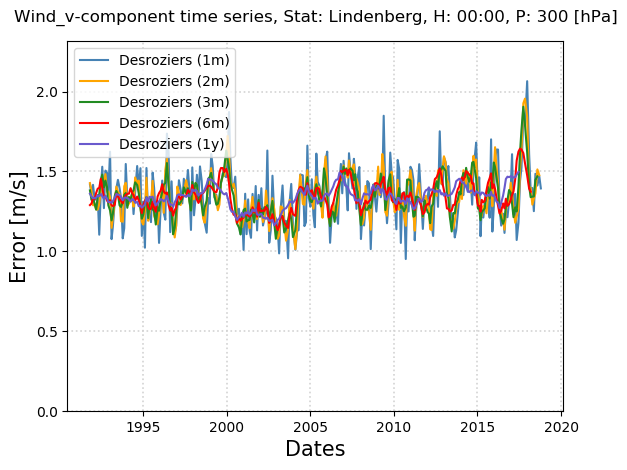 Wind_v-component time series, Stat: Lindenberg, H: 00:00, P: 300 [hPa]
Desroziers (1m)
Desroziers (2m)
Desroziers (3m)
Desroziers (6m)
Desroziers (1y)
Error [m/s]
2.0
1.5
1.0
0.5
0.0
1995 2000 2005 2010 2015 2020
Dates